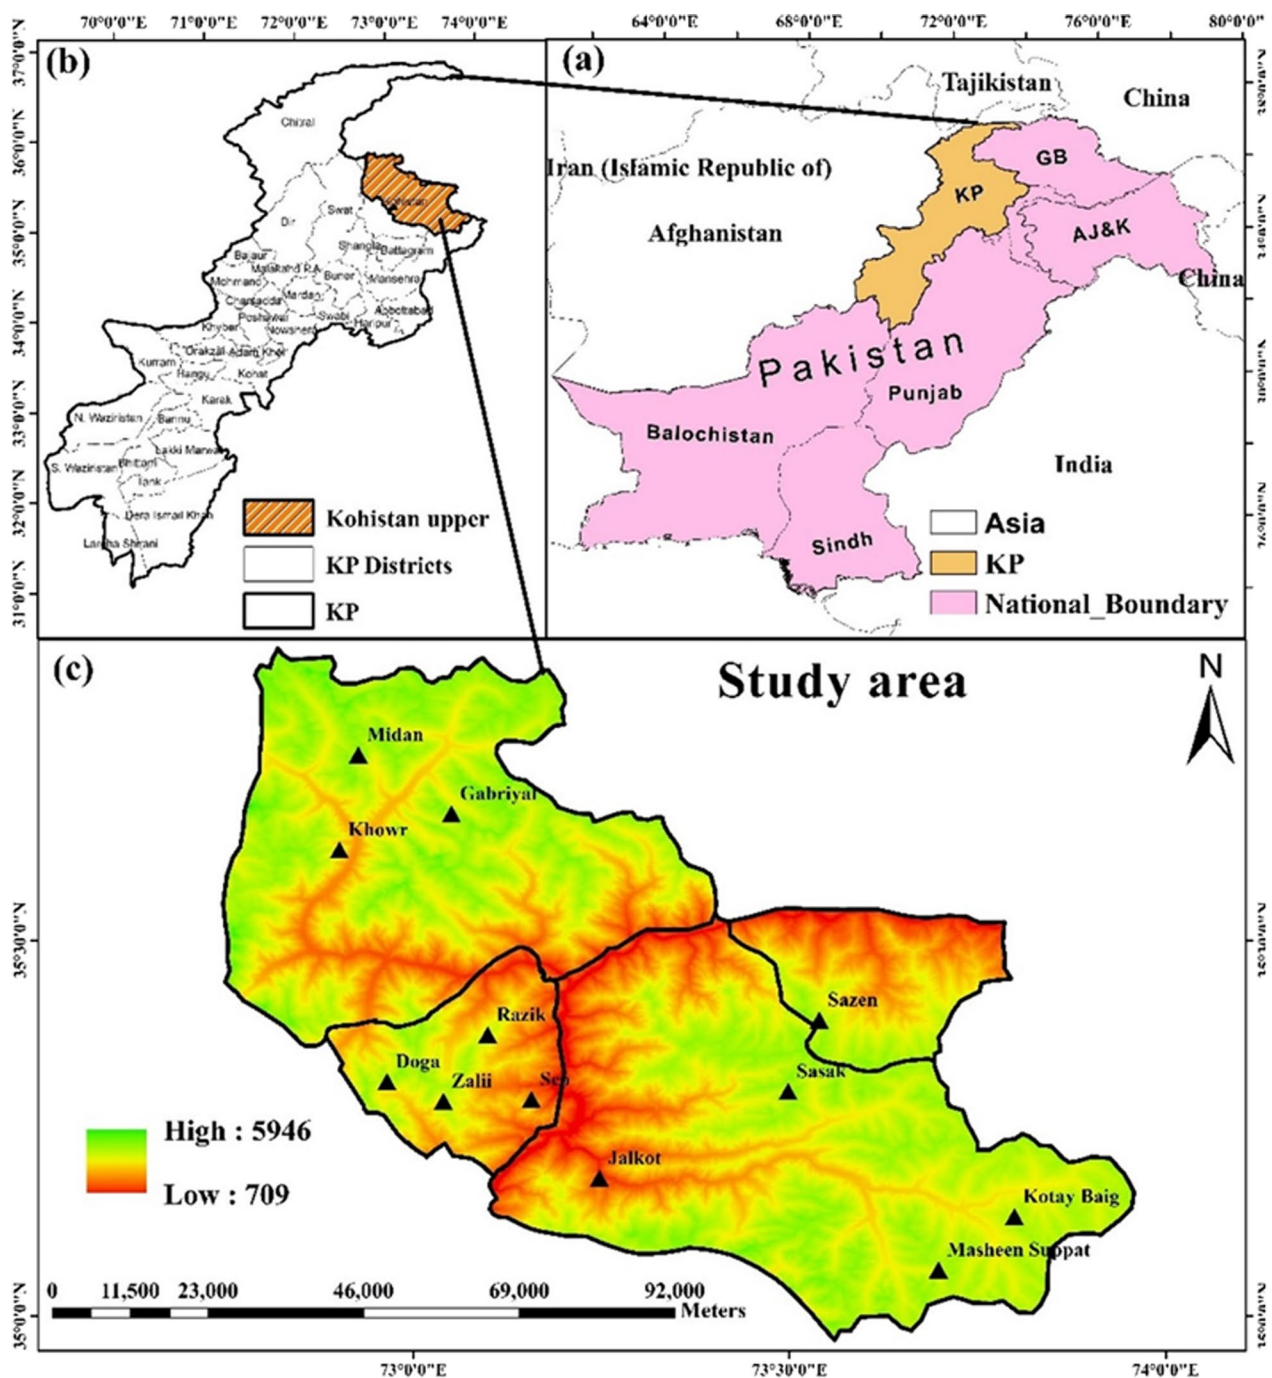 70°0'0"E 71°0'0"E 72°0'0"E 73°0'0"E 74°0'0"E
64°0'0"E 68°0'0"E 72°0'0"E 76°0'0"E 80°0'0"E
(b)
37°0'0"N
36°0'0"N
35°0'0"N
34°0'0"N
33°0'0"N
32°0'0"N
31°0'0"N
Chitral
Dir
Swat
Shangla
Battagram
Bajaur
Malakand P.A
Buner
Mansehra
Mohmand
Charsadda
Mardan
Abbottabad
Peshawar
Swabi
Khyber
Nowshera
Haripur
Orakzai
Adam Khel
Kurram
Hangu
Kohat
Karak
N. Waziristan
Bannu
Lakki Marwa
S. Waziristan
Bhittani
Tank
Dera Ismail Khan
Larzha Shirani
Kohistan upper
KP Districts
KP
(a)
Tajikistan
China
Iran (Islamic Republic of)
GB
KP
Afghanistan
AJ&K
China
Pakistan
Punjab
Balochistan
India
Sindh
Asia
KP
National_Boundary
(c)
Study area
N
Midan
Gabriyal
Khowr
Sazen
Razik
Doga
Zalii
Seo
Sasak
Jalkot
Kotay Baig
Masheen Suppat
High : 5946
Low : 709
0 11,500 23,000 46,000 69,000 92,000
Meters
35°30'0"N
35°0'0"N
73°0'0"E 73°30'0"E 74°0'0"E